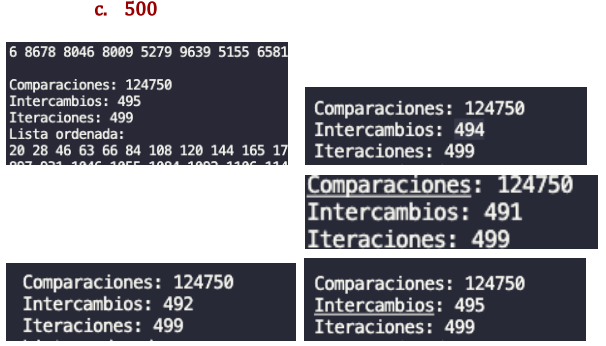 c. 500
6 8678 8046 8009 5279 9639 5155 6581
Comparaciones: 124750
Intercambios: 495
Iteraciones: 499
Lista ordenada:
20 28 46 63 66 84 108 120 144 165 17
Comparaciones: 124750
Intercambios: 494
Iteraciones: 499
Comparaciones: 124750
Intercambios: 491
Iteraciones: 499
Comparaciones: 124750
Intercambios: 492
Iteraciones: 499
Comparaciones: 124750
Intercambios: 495
Iteraciones: 499